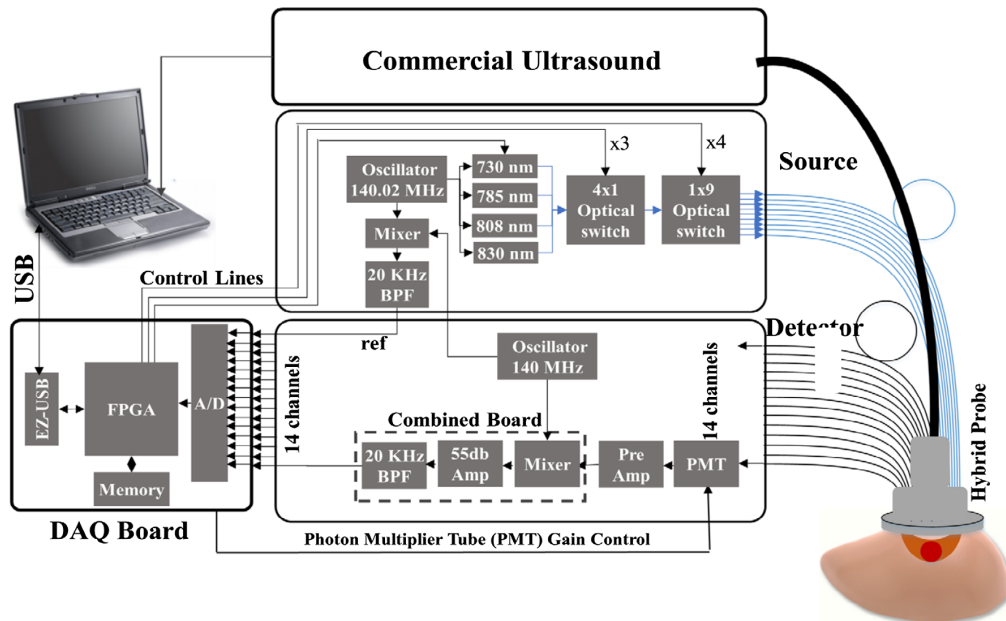 Commercial Ultrasound
Source
x3
x4
Oscillator
140.02 MHz
730 nm
785 nm
808 nm
830 nm
4x1
Optical
switch
1x9
Optical
switch
Mixer
20 KHz
BPF
Control Lines
USB
ref
Detector
Oscillator
140 MHz
14 channels
14 channels
A/D
FPGA
EZ-USB
Memory
DAQ Board
Combined Board
20 KHz
BPF
55db
Amp
Mixer
Pre
Amp
PMT
Hybrid Probe
Photon Multiplier Tube (PMT) Gain Control